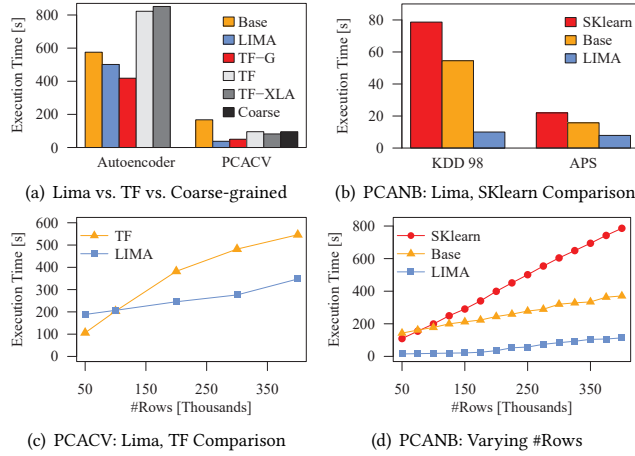 Execution Time [s]
800
600
400
200
0
Base
LIMA
TF-G
TF
TF-XLA
Coarse
Autoencoder PCACV
(a) Lima vs. TF vs. Coarse-grained
Execution Time [s]
80
60
40
20
0
SKlearn
Base
LIMA
KDD 98 APS
(b) PCANB: Lima, SKlearn Comparison
Execution Time [s]
600
500
400
300
200
100
0
TF
LIMA
50 150 250 350
#Rows [Thousands]
(c) PCACV: Lima, TF Comparison
Execution Time [s]
800
600
400
200
0
SKlearn
Base
LIMA
50 150 250 350
#Rows [Thousands]
(d) PCANB: Varying #Rows